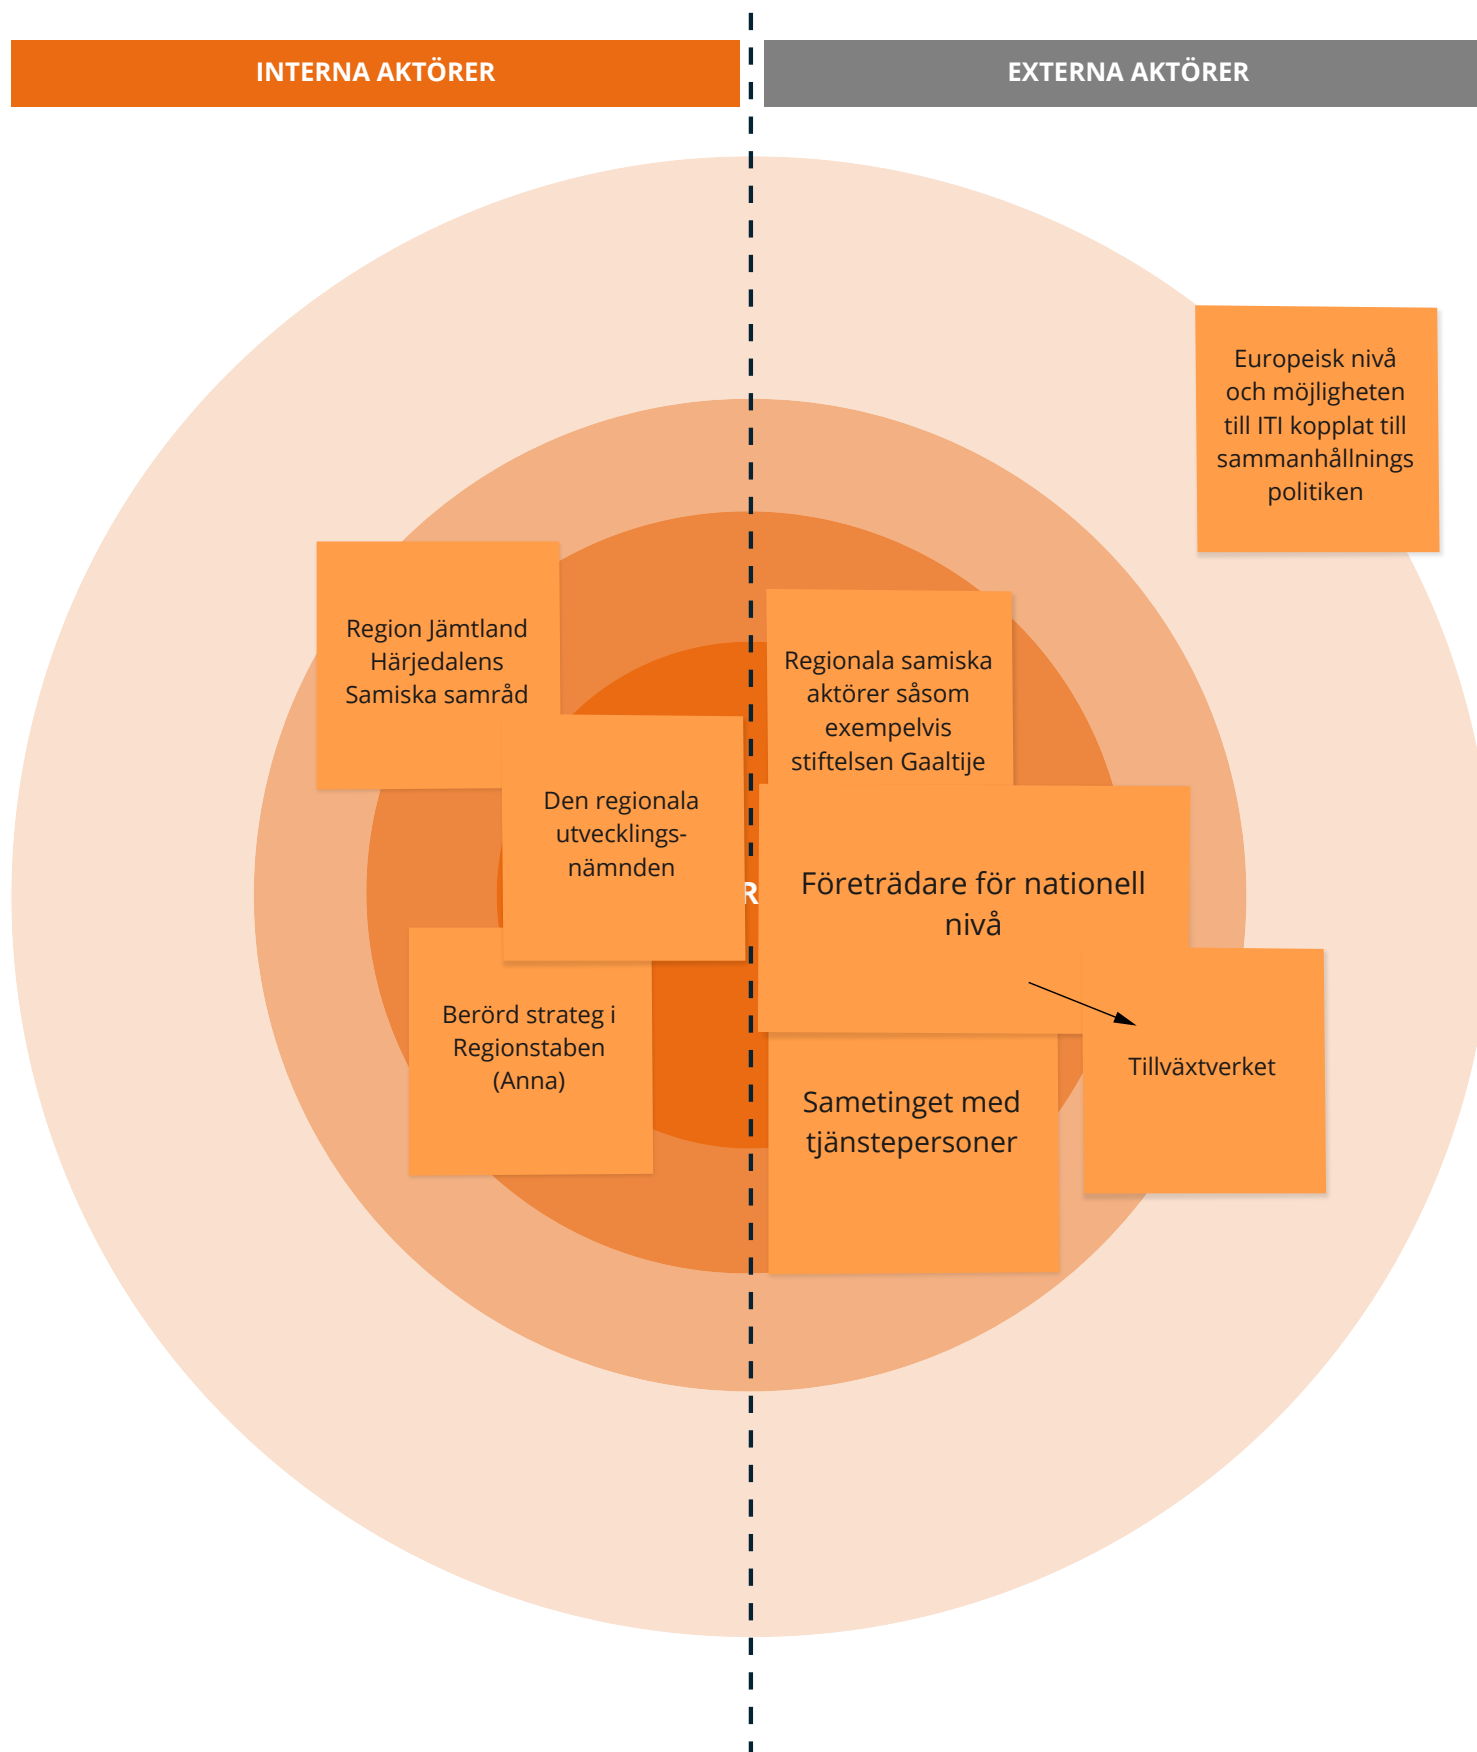 INTERNA AKTÖRER
EXTERNA AKTÖRER
Europeisk nivå
och möjligheten
till ITI kopplat till
sammanhållnings
politiken
Region Jämtland
Härjedalens
Samiska samråd
Regionala samiska
aktörer såsom
exempelvis
stiftelsen Gaaltije
Den regionala
utvecklings-
nämnden
Företrädare för nationell
nivå
Berörd strateg i
Regionstaben
(Anna)
Tillväxtverket
Sametinget med
tjänstepersoner